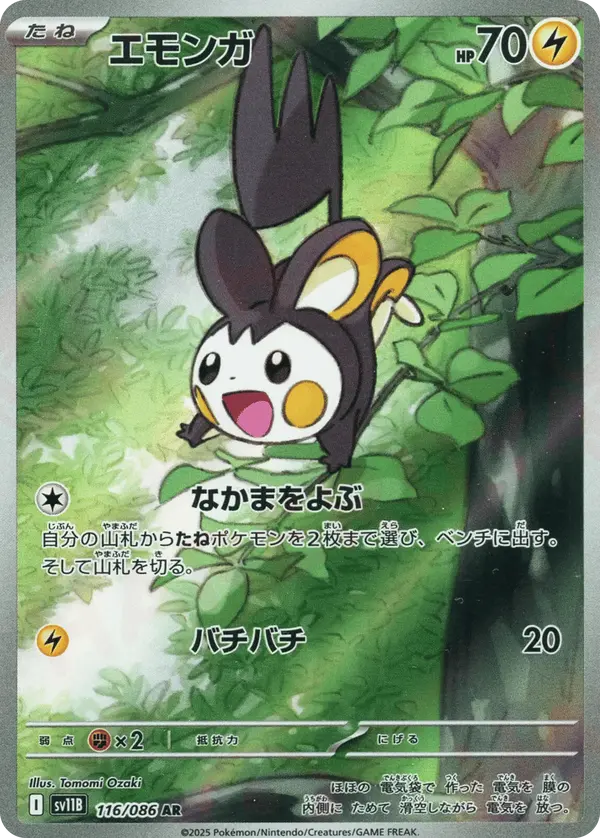 たね エモンガ HP70
なかまをよぶ
自分の山札からたねポケモンを2枚まで選び、ベンチに出す。
そして山札を切る。
バチバチ 20
弱点 ×2 抵抗力 にげる
Illus. Tomomi Ozaki
ほほの 電気袋で 作った 電気を 膜の
内側に ためて 滑空しながら 電気を 放つ。
I sv11B 116/086 AR
©2025 Pokémon/Nintendo/Creatures/GAME FREAK.